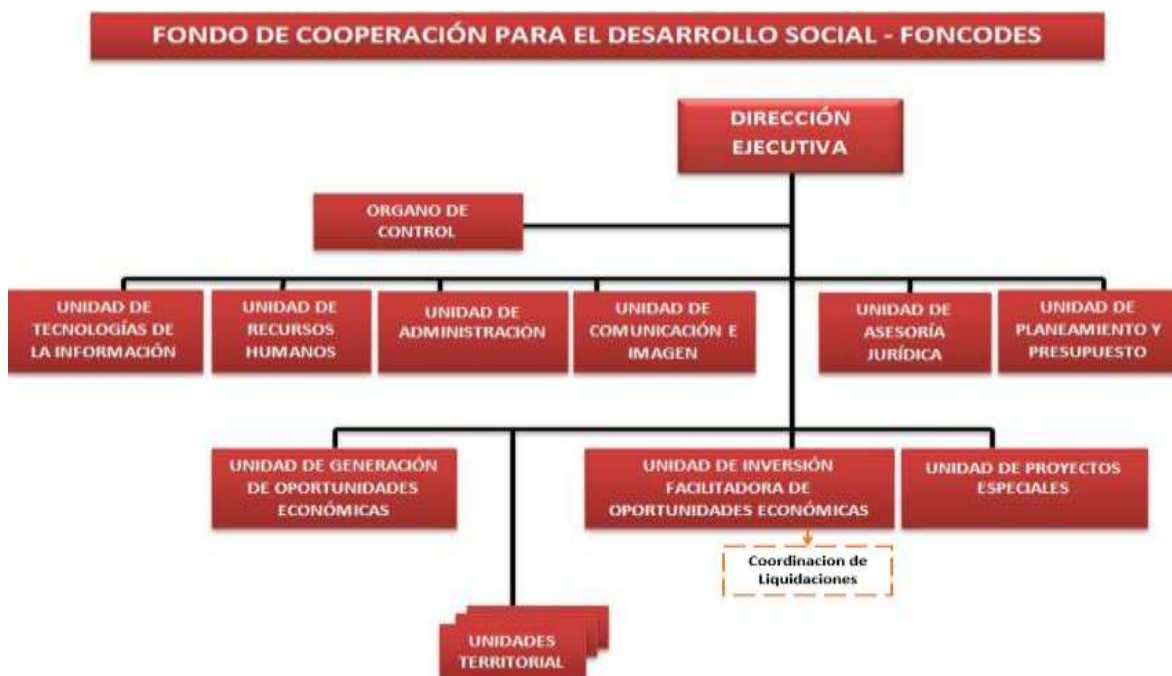 FONDO DE COOPERACIÓN PARA EL DESARROLLO SOCIAL - FONCODES
DIRECCIÓN
EJECUTIVA
ORGANO DE
CONTROL
UNIDAD DE
TECNOLOGÍAS DE
LA INFORMACIÓN
UNIDAD DE
RECURSOS
HUMANOS
UNIDAD DE
ADMINISTRACIÓN
UNIDAD DE
COMUNICACIÓN E
IMAGEN
UNIDAD DE
ASESORÍA
JURÍDICA
UNIDAD DE
PLANEAMIENTO Y
PRESUPUESTO
UNIDAD DE GENERACIÓN
DE OPORTUNIDADES
ECONÓMICAS
UNIDAD DE INVERSIÓN
FACILITADORA DE
OPORTUNIDADES ECONÓMICAS
UNIDAD DE PROYECTOS
ESPECIALES
Coordinacion de
Liquidaciones
UNIDADES
TERRITORIAL